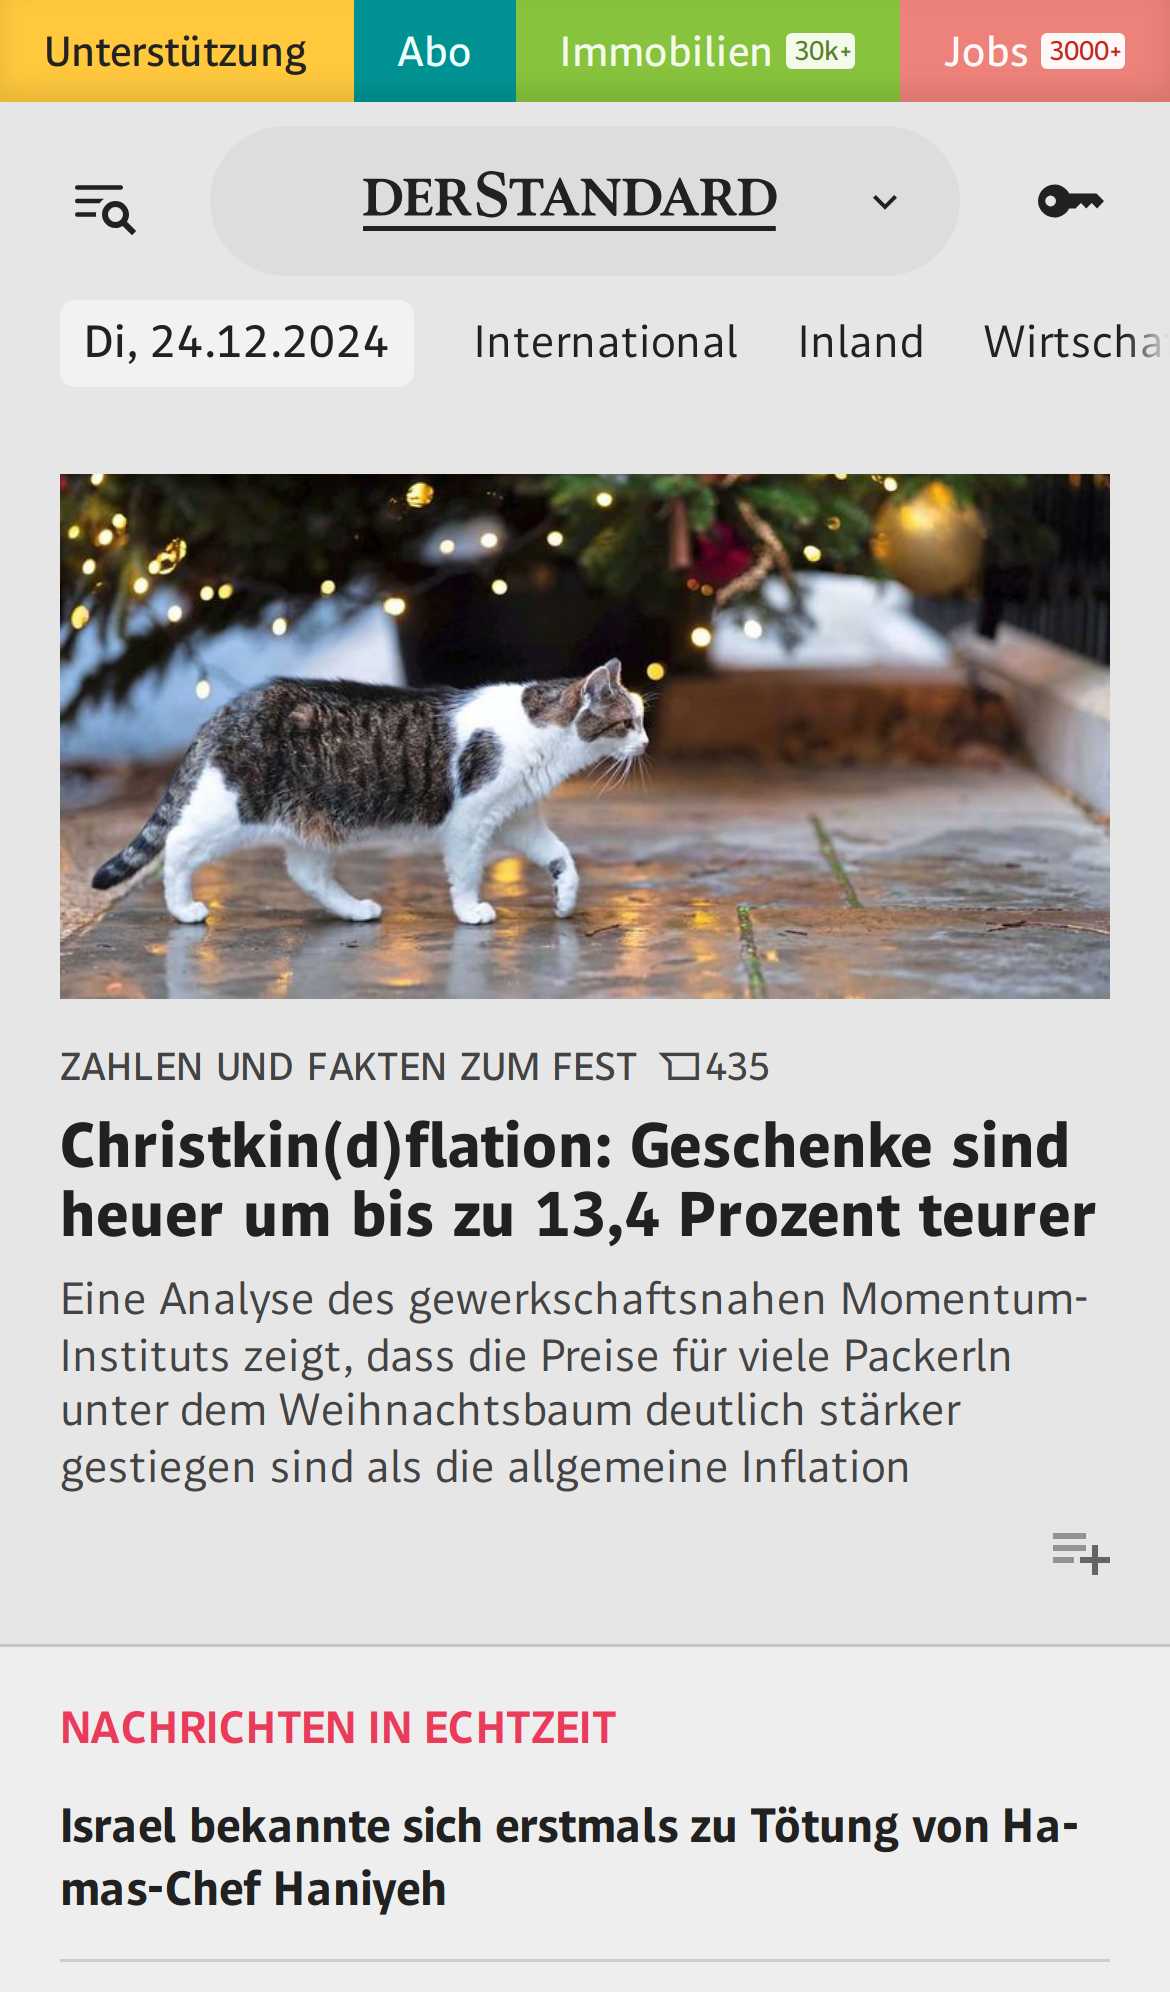 Unterstützung Abo Immobilien 30k+ Jobs 3000+
DERSTANDARD
Di, 24.12.2024 International Inland Wirtscha
ZAHLEN UND FAKTEN ZUM FEST 435
Christkin(d)flation: Geschenke sind
heuer um bis zu 13,4 Prozent teurer
Eine Analyse des gewerkschaftsnahen Momentum-
Instituts zeigt, dass die Preise für viele Packerln
unter dem Weihnachtsbaum deutlich stärker
gestiegen sind als die allgemeine Inflation
NACHRICHTEN IN ECHTZEIT
Israel bekannte sich erstmals zu Tötung von Ha-
mas-Chef Haniyeh